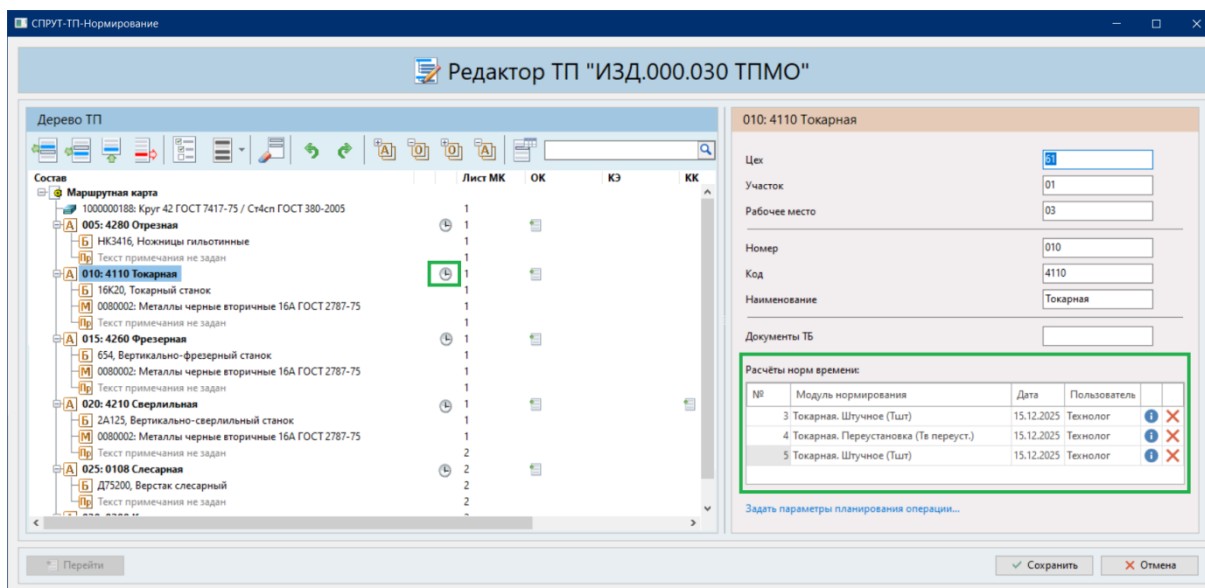 СПРУТ-ТП-Нормирование
Редактор ТП "ИЗД.000.030 ТПМО"
Дерево ТП
Состав Лист МК ОК КЭ КК
Маршрутная карта
1000000188: Круг 42 ГОСТ 7417-75 / Ст4сп ГОСТ 380-2005 1
А 005: 4280 Отрезная 1
Б НК3416, Ножницы гильотинные 1
Пр Текст примечания не задан 1
А 010: 4110 Токарная 1
Б 16К20, Токарный станок 1
М 0080002: Металлы черные вторичные 16А ГОСТ 2787-75 1
Пр Текст примечания не задан 1
А 015: 4260 Фрезерная 1
Б 654, Вертикально-фрезерный станок 1
М 0080002: Металлы черные вторичные 16А ГОСТ 2787-75 1
Пр Текст примечания не задан 1
А 020: 4210 Сверлильная 1
Б 2А125, Вертикально-сверлильный станок 1
М 0080002: Металлы черные вторичные 16А ГОСТ 2787-75 1
Пр Текст примечания не задан 2
А 025: 0108 Слесарная 2
Б Д75200, Верстак слесарный 2
Пр Текст примечания не задан 2
Перейти
010: 4110 Токарная
Цех 61
Участок 01
Рабочее место 03
Номер 010
Код 4110
Наименование Токарная
Документы ТБ
Расчёты норм времени:
№ Модуль нормирования Дата Пользователь
3 Токарная. Штучное (Тшт) 15.12.2025 Технолог
4 Токарная. Переустановка (Тв переуст.) 15.12.2025 Технолог
5 Токарная. Штучное (Тшт) 15.12.2025 Технолог
Задать параметры планирования операции...
Сохранить Отмена